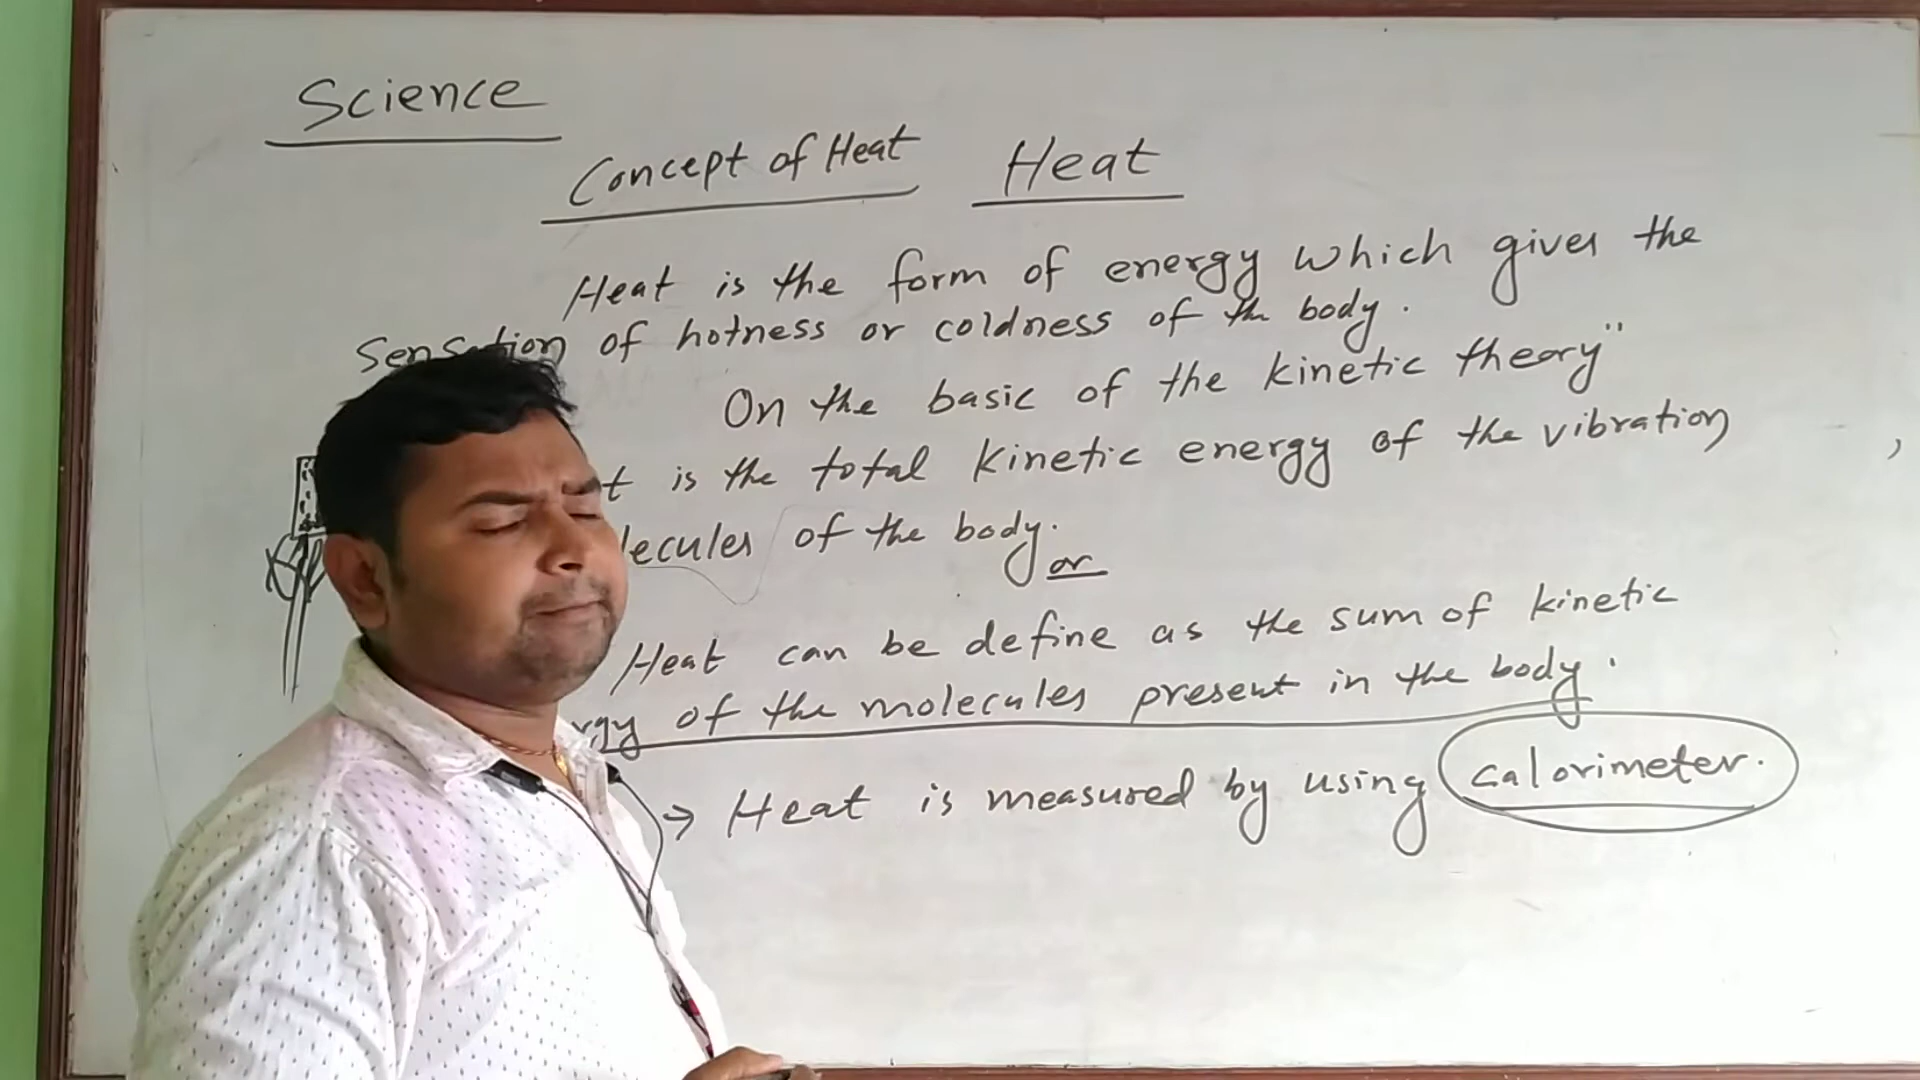 Science
Concept of Heat Heat
Heat is the form of energy which gives the
Sensation of hotness or coldness of the body.
On the basic of the kinetic theory"
t is the total kinetic energy of the vibration
lecules of the body.
or
Heat can be define as the sum of kinetic
rgy of the molecules present in the body.
→ Heat is measured by using calorimeter.